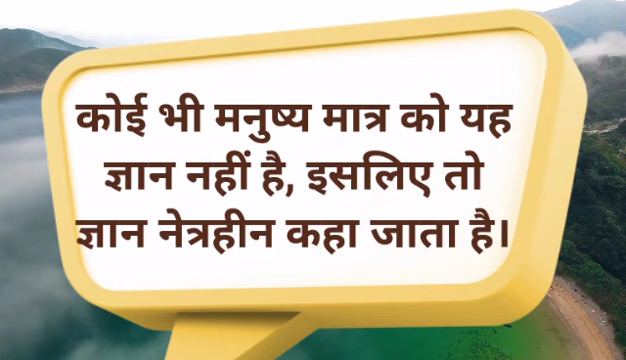 कोई भी मनुष्य मात्र को यह
ज्ञान नहीं है, इसलिए तो
ज्ञान नेत्रहीन कहा जाता है।